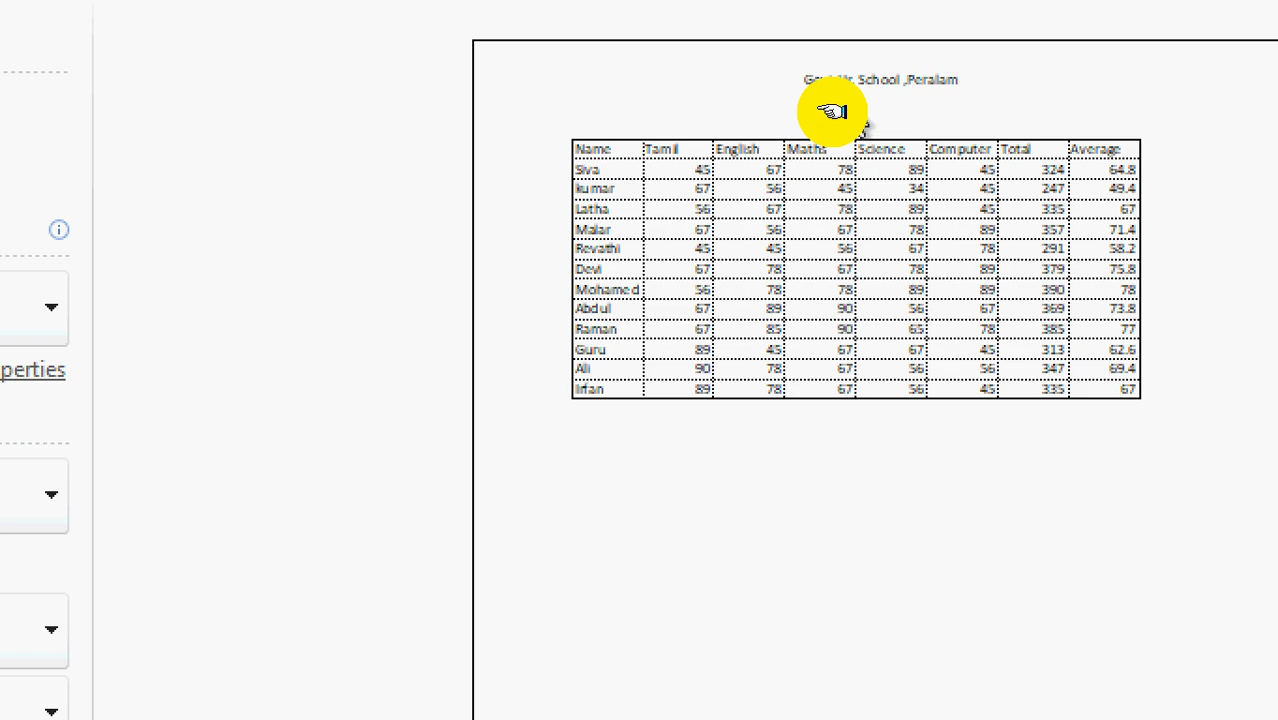 School ,Peralam
Name Tamil English Maths Science Computer Total Average
Siva 45 67 78 89 45 324 64.8
kumar 67 56 45 34 45 247 49.4
Latha 56 67 78 89 45 335 67
Malar 67 56 67 78 89 357 71.4
Revathi 45 45 56 67 78 291 58.2
Devi 67 78 67 78 89 379 75.8
Mohamed 56 78 78 89 89 390 78
Abdul 67 89 90 56 67 369 73.8
Raman 67 85 90 65 78 385 77
Guru 89 45 67 67 45 313 62.6
Ali 90 78 67 56 56 347 69.4
Irfan 89 78 67 56 45 335 67
perties